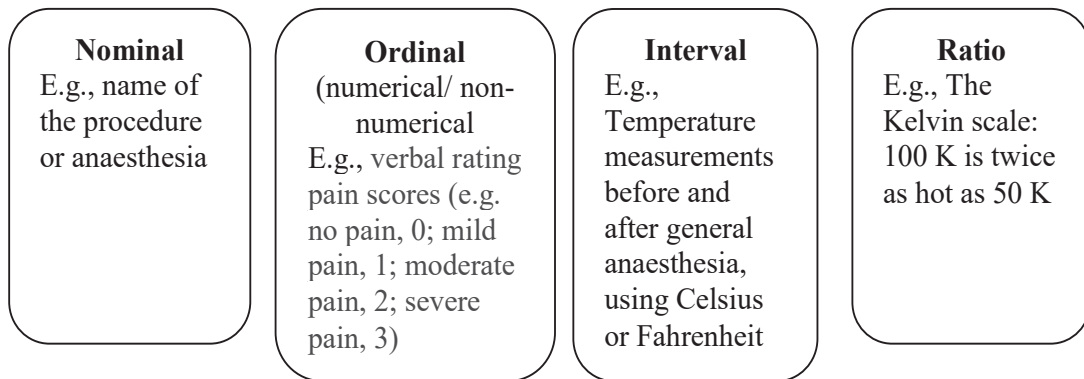 Nominal
E.g., name of
the procedure
or anaesthesia
Ordinal
(numerical/ non-
numerical
E.g., verbal rating
pain scores (e.g.
no pain, 0; mild
pain, 1; moderate
pain, 2; severe
pain, 3)
Interval
E.g.,
Temperature
measurements
before and
after general
anaesthesia,
using Celsius
or Fahrenheit
Ratio
E.g., The
Kelvin scale:
100 K is twice
as hot as 50 K